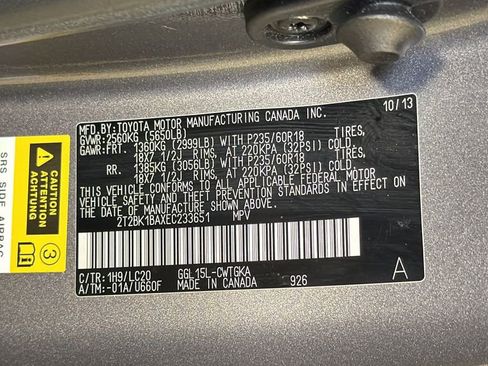 MFD.BY:TOYOTA MOTOR MANUFACTURING CANADA INC. 10/13
GVWR:2560KG (5650LB)
GAWR:FRT. 1360KG (2999LB)WITH P235/60R18 TIRES,
18X7 1/2J RIMS, AT 220KPA (32PSI) COLD
RR. 1385KG (3056LB)WITH P235/60R18 TIRES,
18X7 1/2J RIMS, AT 220KPA (32PSI) COLD
THIS VEHICLE CONFORMS TO ALL APPLICABLE FEDERAL MOTOR
VEHICLE SAFETY AND BUMPER STANDARDS IN EFFECT ON THE
DATE OF MANUFACTURE SHOWN ABOVE.
2T2BK1BAXEC233651 MPV
C/TR:1H9/LC20 GGL15L-CWTGKA
A/TM:-01A/U660F MADE IN CANADA 926 A
CAUTION
ATTENTION
ACHTUNG
3
SRS SIDE AIRBAG